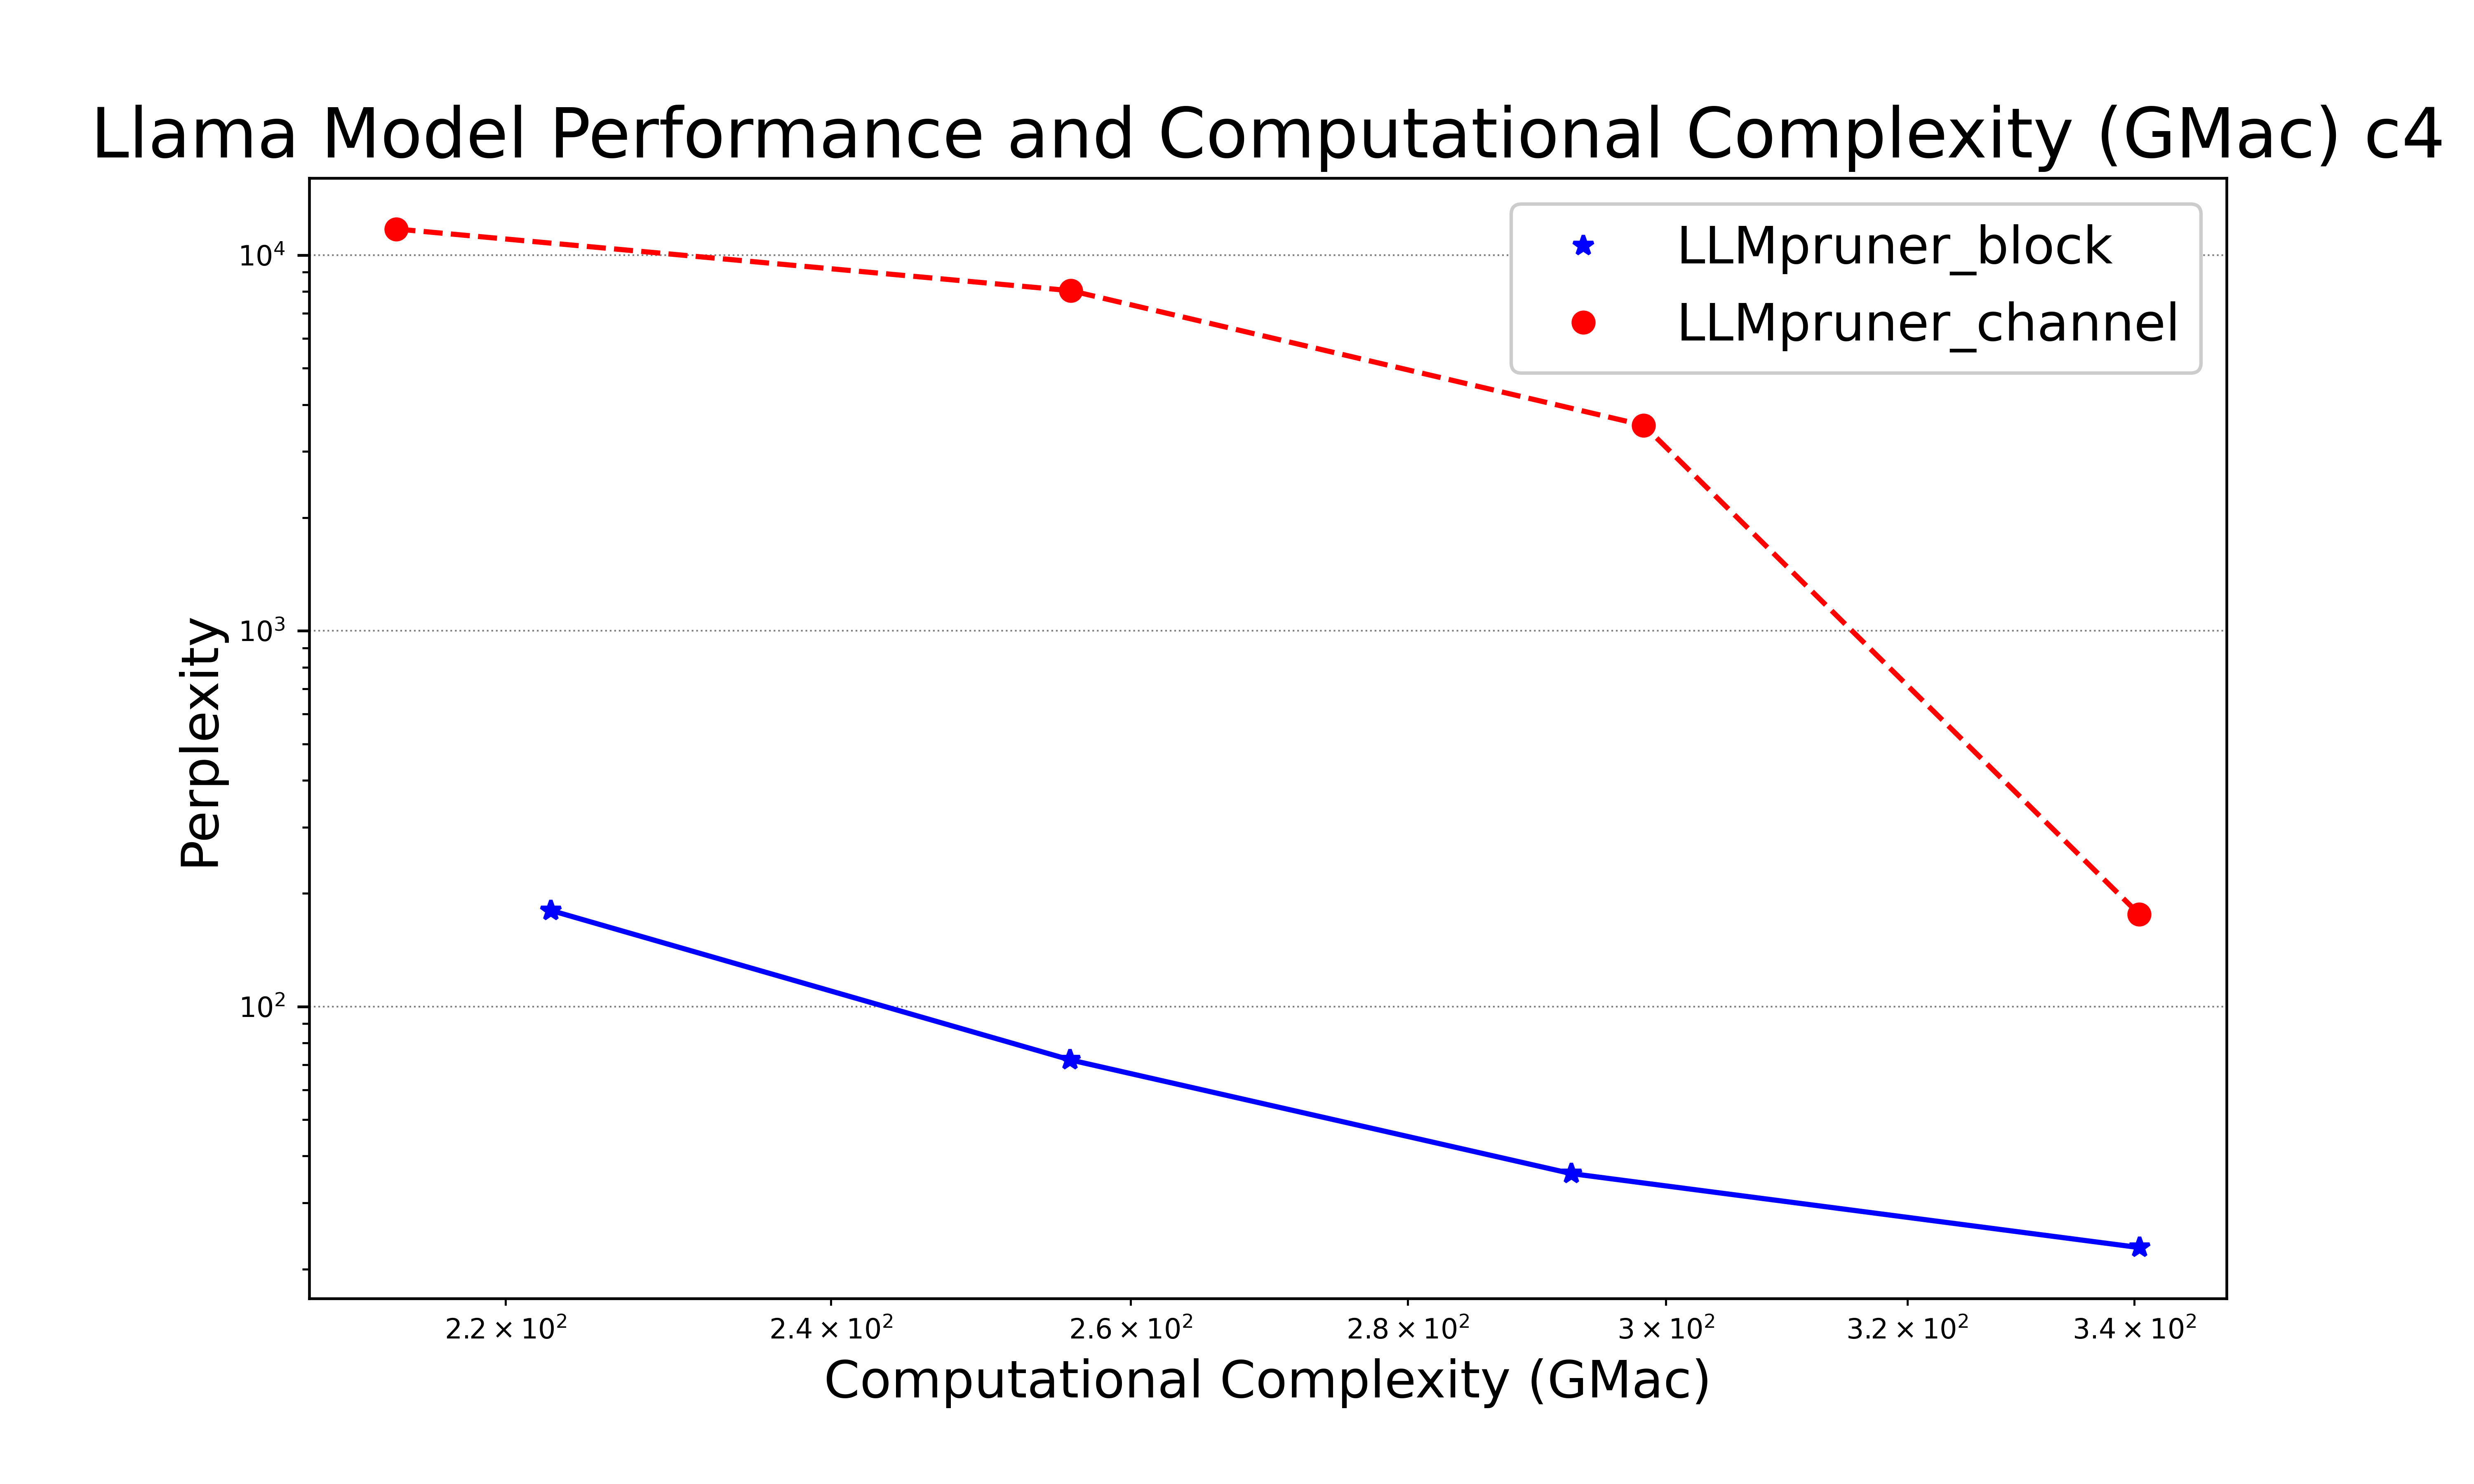 Llama Model Performance and Computational Complexity (GMac) c4
LLMpruner_block
LLMpruner_channel
Perplexity
10⁴
10³
10²
2.2 × 10²
2.4 × 10²
2.6 × 10²
2.8 × 10²
3 × 10²
3.2 × 10²
3.4 × 10²
Computational Complexity (GMac)